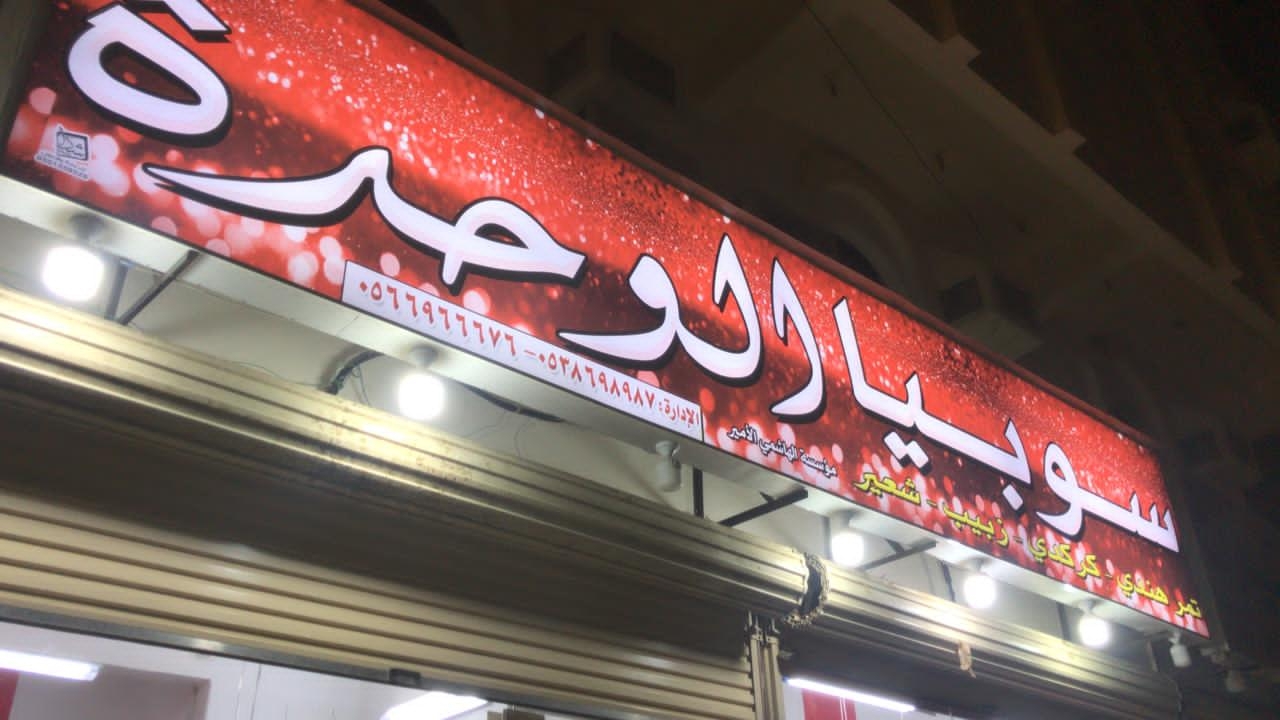 سوبيا الوحدة
تمر هندي - كركدي - زبيب - شعير
مؤسسة الهاشمي الأمير
الإدارة: ٠٥٣٨٦٩٨٩٨٧ - ٠٥٦٦٩٦٦٦٧٦